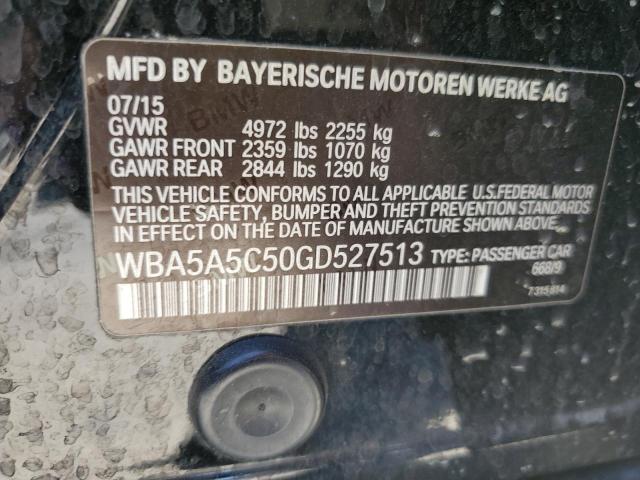 MFD BY BAYERISCHE MOTOREN WERKE AG
07/15
GVWR 4972 lbs 2255 kg
GAWR FRONT 2359 lbs 1070 kg
GAWR REAR 2844 lbs 1290 kg
THIS VEHICLE CONFORMS TO ALL APPLICABLE U.S.FEDERAL MOTOR
VEHICLE SAFETY, BUMPER AND THEFT PREVENTION STANDARDS
IN EFFECT ON THE DATE OF MANUFACTURE SHOWN ABOVE.
WBA5A5C50GD527513 TYPE: PASSENGER CAR
668/9
7315814